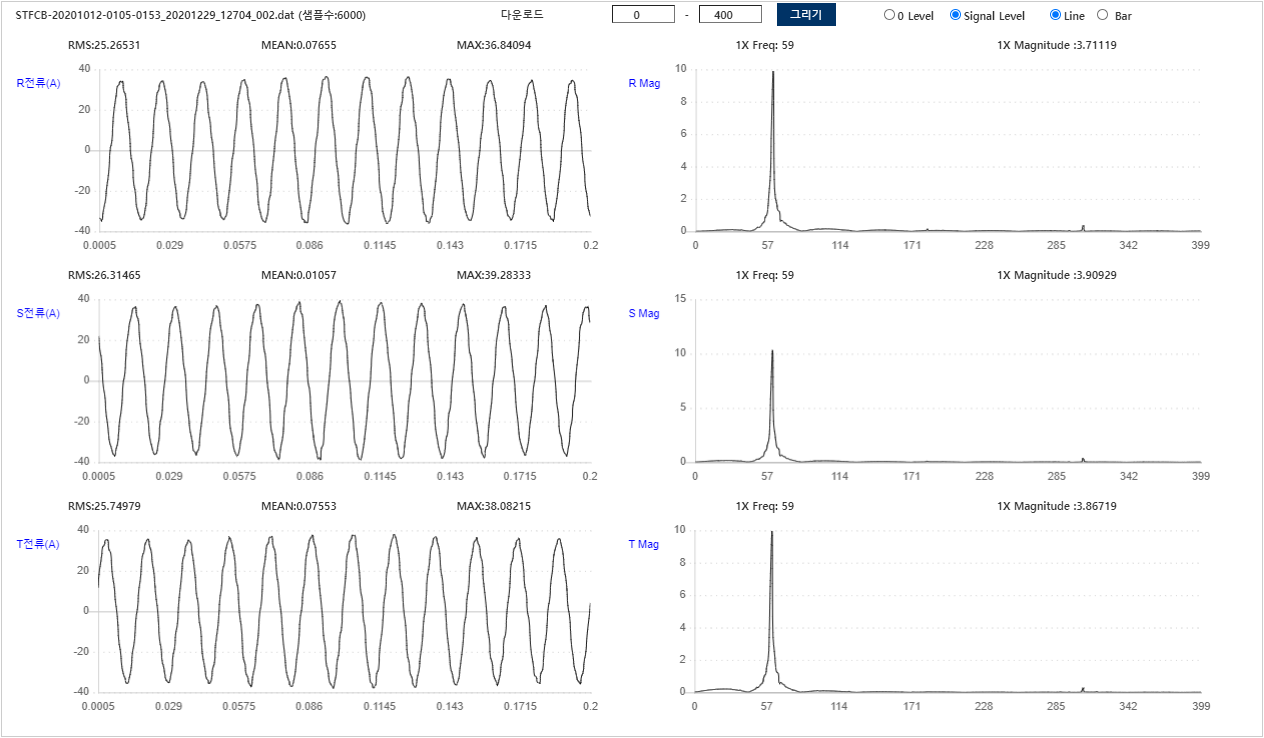 STFCB-20201012-0105-0153_20201229_12704_002.dat (샘플수:6000) 다운로드 0 - 400 그리기 0 Level Signal Level Line Bar
RMS:25.26531 MEAN:0.07655 MAX:36.84094 1X Freq: 59 1X Magnitude :3.71119
R전류(A) R Mag
40 10
20 8
0 6
-20 4
-40 2
0
0.0005 0.029 0.0575 0.086 0.1145 0.143 0.1715 0.2 0 57 114 171 228 285 342 399
RMS:26.31465 MEAN:0.01057 MAX:39.28333 1X Freq: 59 1X Magnitude :3.90929
S전류(A) S Mag
40 15
20 10
0 5
-20 0
-40
0.0005 0.029 0.0575 0.086 0.1145 0.143 0.1715 0.2 0 57 114 171 228 285 342 399
RMS:25.74979 MEAN:0.07553 MAX:38.08215 1X Freq: 59 1X Magnitude :3.86719
T전류(A) T Mag
40 10
20 8
0 6
-20 4
-40 2
0
0.0005 0.029 0.0575 0.086 0.1145 0.143 0.1715 0.2 0 57 114 171 228 285 342 399